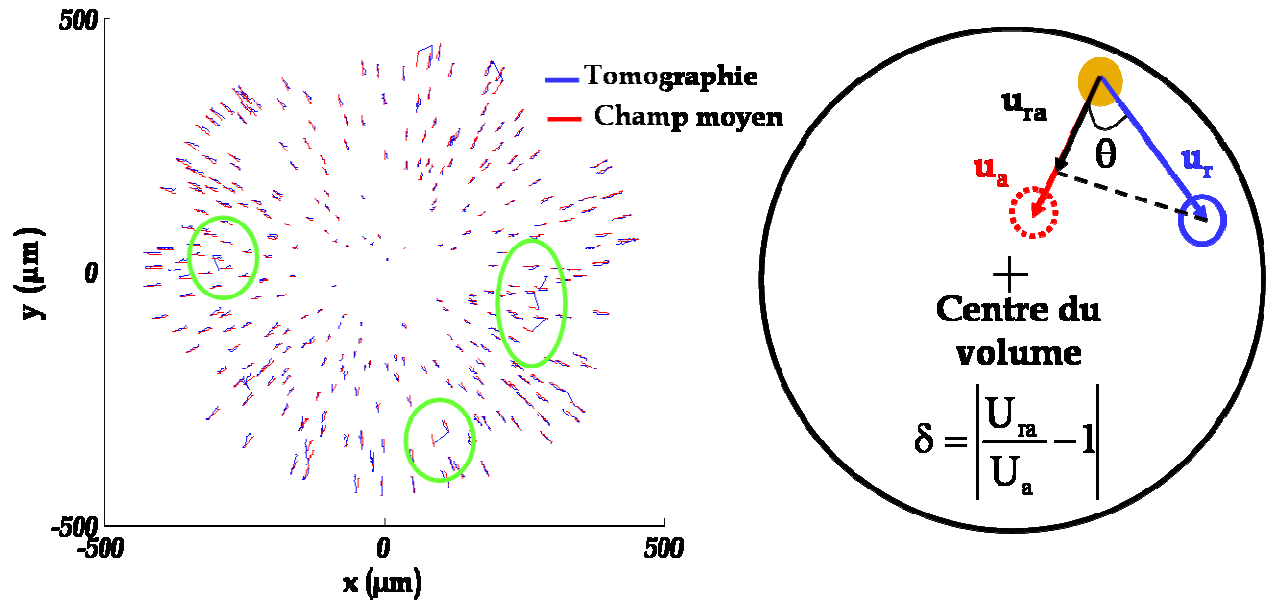 500
0
-500
y (μm)
-500
0
500
x (μm)
Tomographie
Champ moyen
u_ra
θ
u_r
u_a
Centre du
volume
δ = |U_ra/U_a − 1|